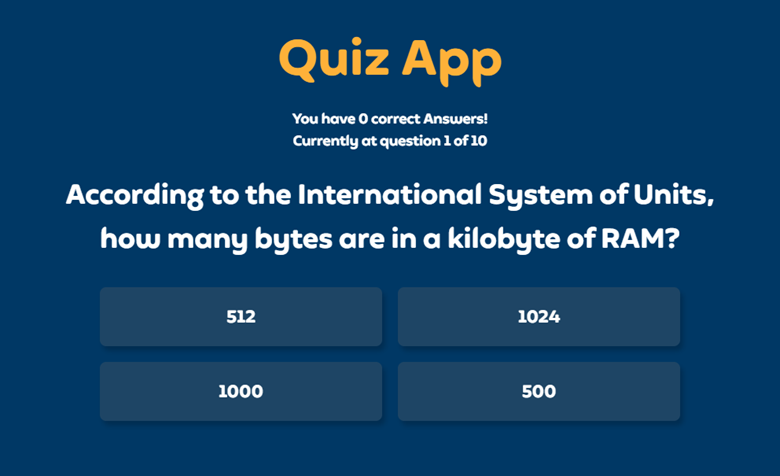 Quiz App
You have 0 correct Answers!
Currently at question 1 of 10
According to the International System of Units,
how many bytes are in a kilobyte of RAM?
512
1024
1000
500